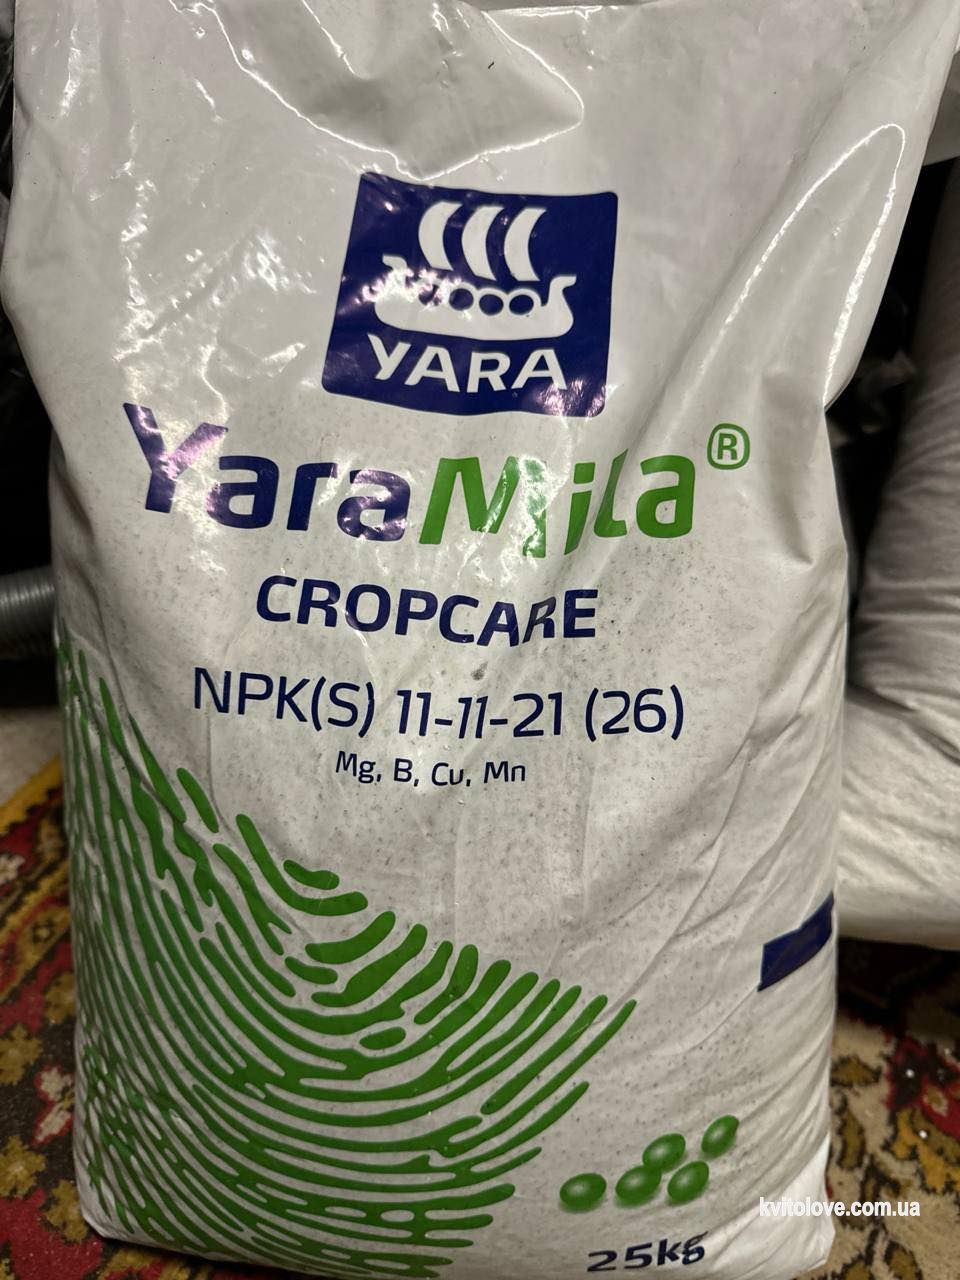 YARA
YaraMila®
CROPCARE
NPK(S) 11-11-21 (26)
Mg, B, Cu, Mn
kvitolove.com.ua
25kg